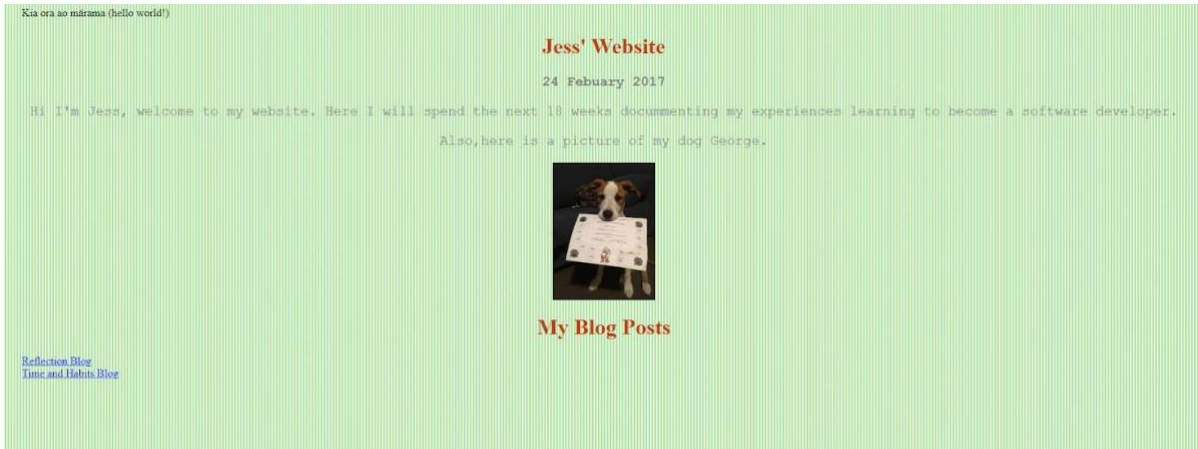 Kia ora ao mārama (hello world!)
Jess' Website
24 Febuary 2017
Hi I'm Jess, welcome to my website. Here I will spend the next 18 weeks docummenting my experiences learning to become a software developer.
Also,here is a picture of my dog George.
My Blog Posts
Reflection Blog
Time and Habits Blog